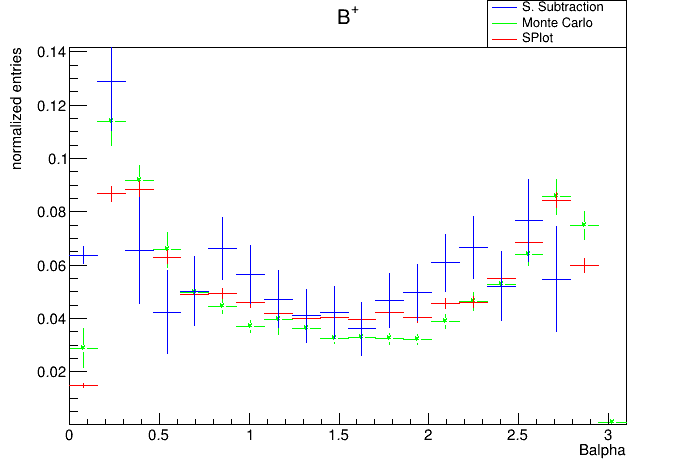 B+
S. Subtraction
Monte Carlo
SPlot
normalized entries
0.14
0.12
0.1
0.08
0.06
0.04
0.02
0 0.5 1 1.5 2 2.5 3
Balpha